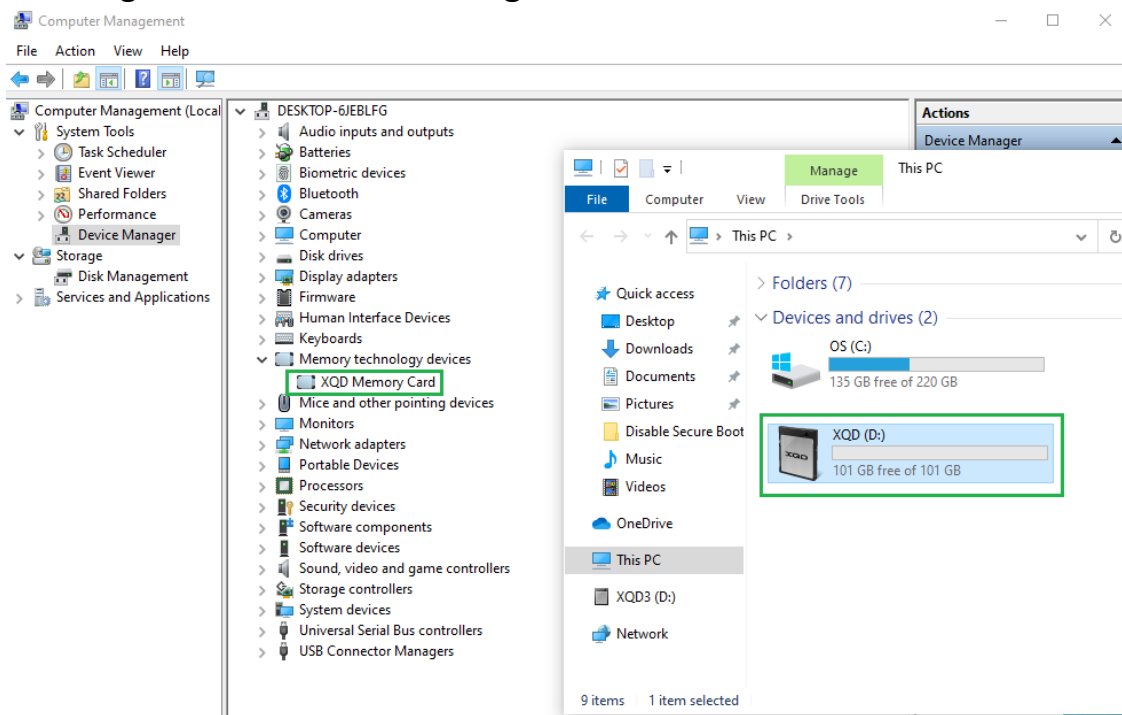 Computer Management
File Action View Help
Computer Management (Local
System Tools
Task Scheduler
Event Viewer
Shared Folders
Performance
Device Manager
Storage
Disk Management
Services and Applications
DESKTOP-6JEBLFG
Audio inputs and outputs
Batteries
Biometric devices
Bluetooth
Cameras
Computer
Disk drives
Display adapters
Firmware
Human Interface Devices
Keyboards
Memory technology devices
XQD Memory Card
Mice and other pointing devices
Monitors
Network adapters
Portable Devices
Processors
Security devices
Software components
Software devices
Sound, video and game controllers
Storage controllers
System devices
Universal Serial Bus controllers
USB Connector Managers
Actions
Device Manager
Manage This PC
File Computer View Drive Tools
This PC
Quick access
Desktop
Downloads
Documents
Pictures
Disable Secure Boot
Music
Videos
OneDrive
This PC
XQD3 (D:)
Network
Folders (7)
Devices and drives (2)
OS (C:)
135 GB free of 220 GB
XQD
XQD (D:)
101 GB free of 101 GB
9 items 1 item selected